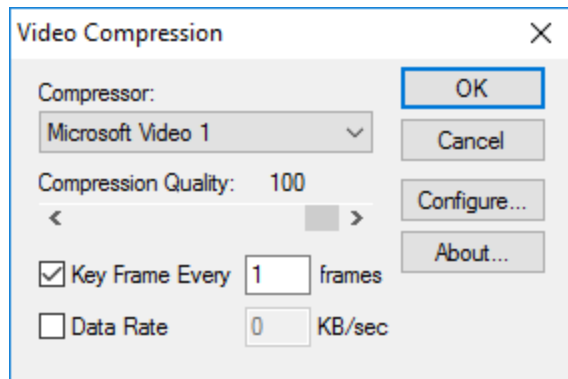 Video Compression
Compressor:
Microsoft Video 1
Compression Quality: 100
Key Frame Every 1 frames
Data Rate 0 KB/sec
OK
Cancel
Configure...
About...